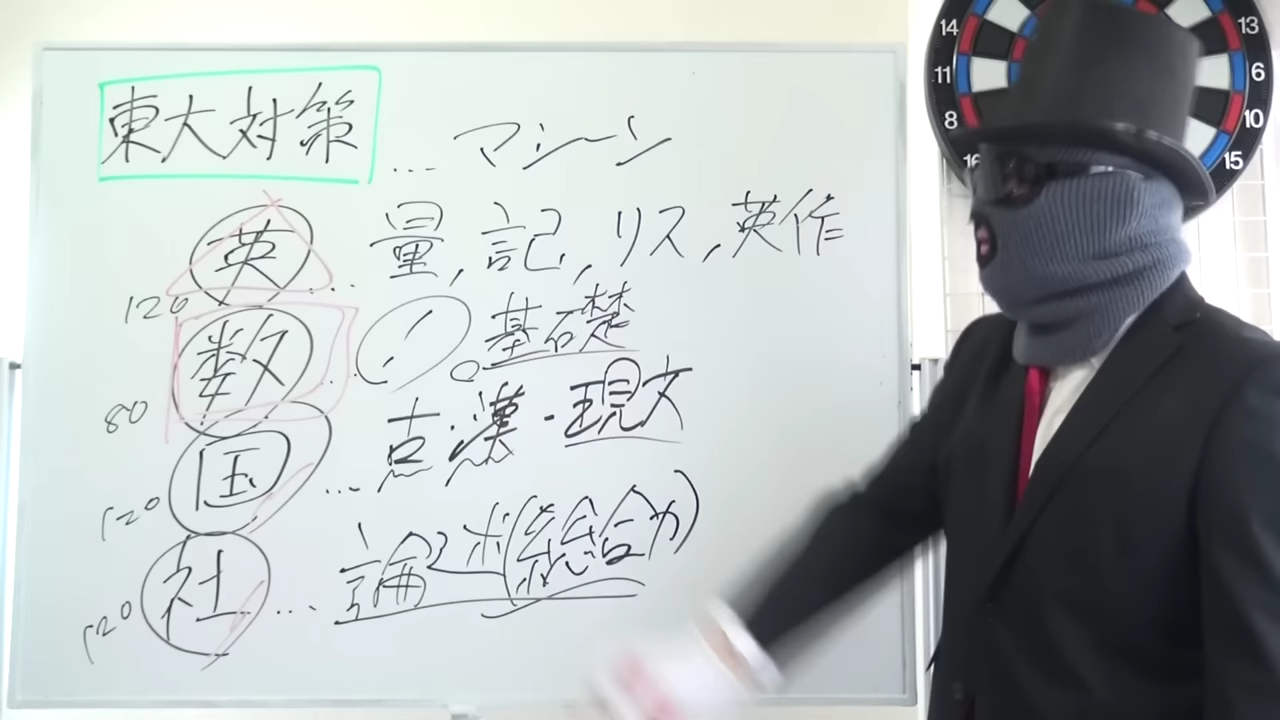 東大対策 … マシーン
英 … 量, 記, リス, 英作
120
数 … 基礎
80
国 … 古・漢・現文
120
社 … 論述(総合力)
120
14
11
8
16
13
6
10
15